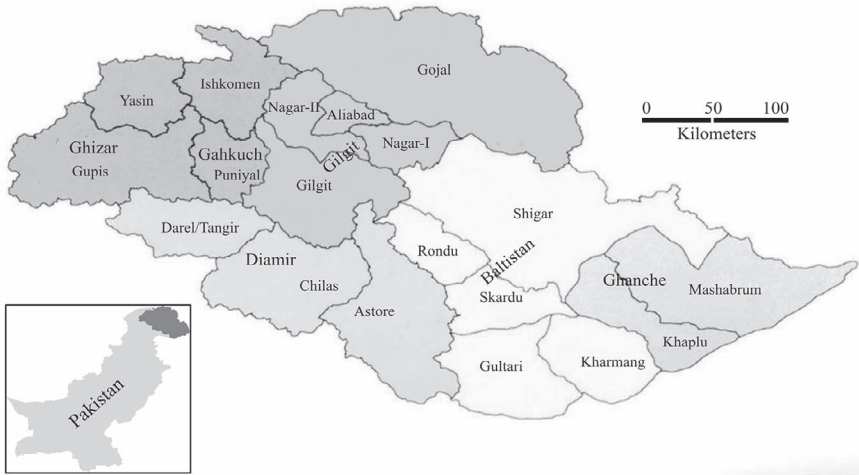 Gojal
Ishkomen
Yasin
Nagar-II
Aliabad
0 50 100
Kilometers
Ghizar
Gupis
Gahkuch
Puniyal
Gilgit
Nagar-I
Gilgit
Shigar
Darel/Tangir
Rondu
Baltistan
Diamir
Chilas
Ghanche
Mashabrum
Skardu
Astore
Khaplu
Gultari
Kharmang
Pakistan